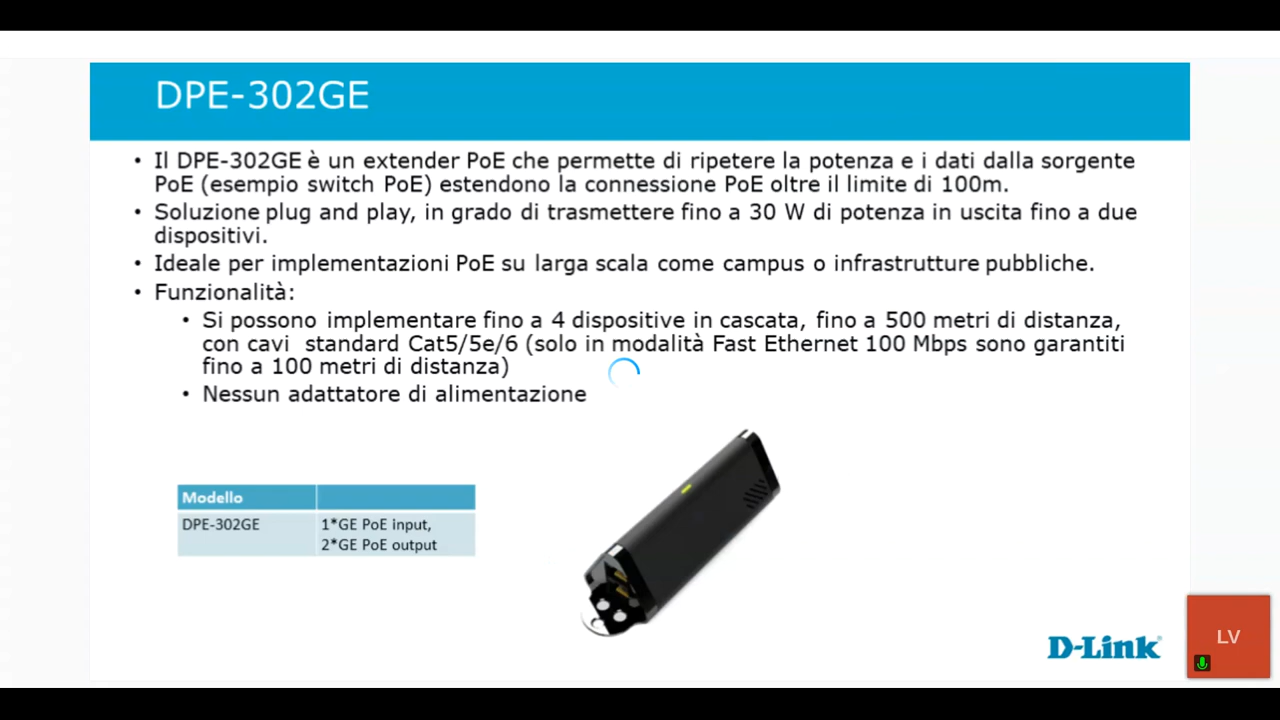 DPE-302GE
• Il DPE-302GE è un extender PoE che permette di ripetere la potenza e i dati dalla sorgente
PoE (esempio switch PoE) estendono la connessione PoE oltre il limite di 100m.
• Soluzione plug and play, in grado di trasmettere fino a 30 W di potenza in uscita fino a due
dispositivi.
• Ideale per implementazioni PoE su larga scala come campus o infrastrutture pubbliche.
• Funzionalità:
• Si possono implementare fino a 4 dispositive in cascata, fino a 500 metri di distanza,
con cavi standard Cat5/5e/6 (solo in modalità Fast Ethernet 100 Mbps sono garantiti
fino a 100 metri di distanza)
• Nessun adattatore di alimentazione
Modello
DPE-302GE 1*GE PoE input,
2*GE PoE output
D-Link
LV